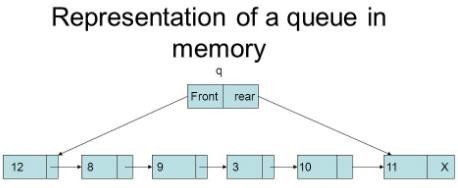 Representation of a queue in
memory
q
Front rear
12 8 9 3 10 11 X